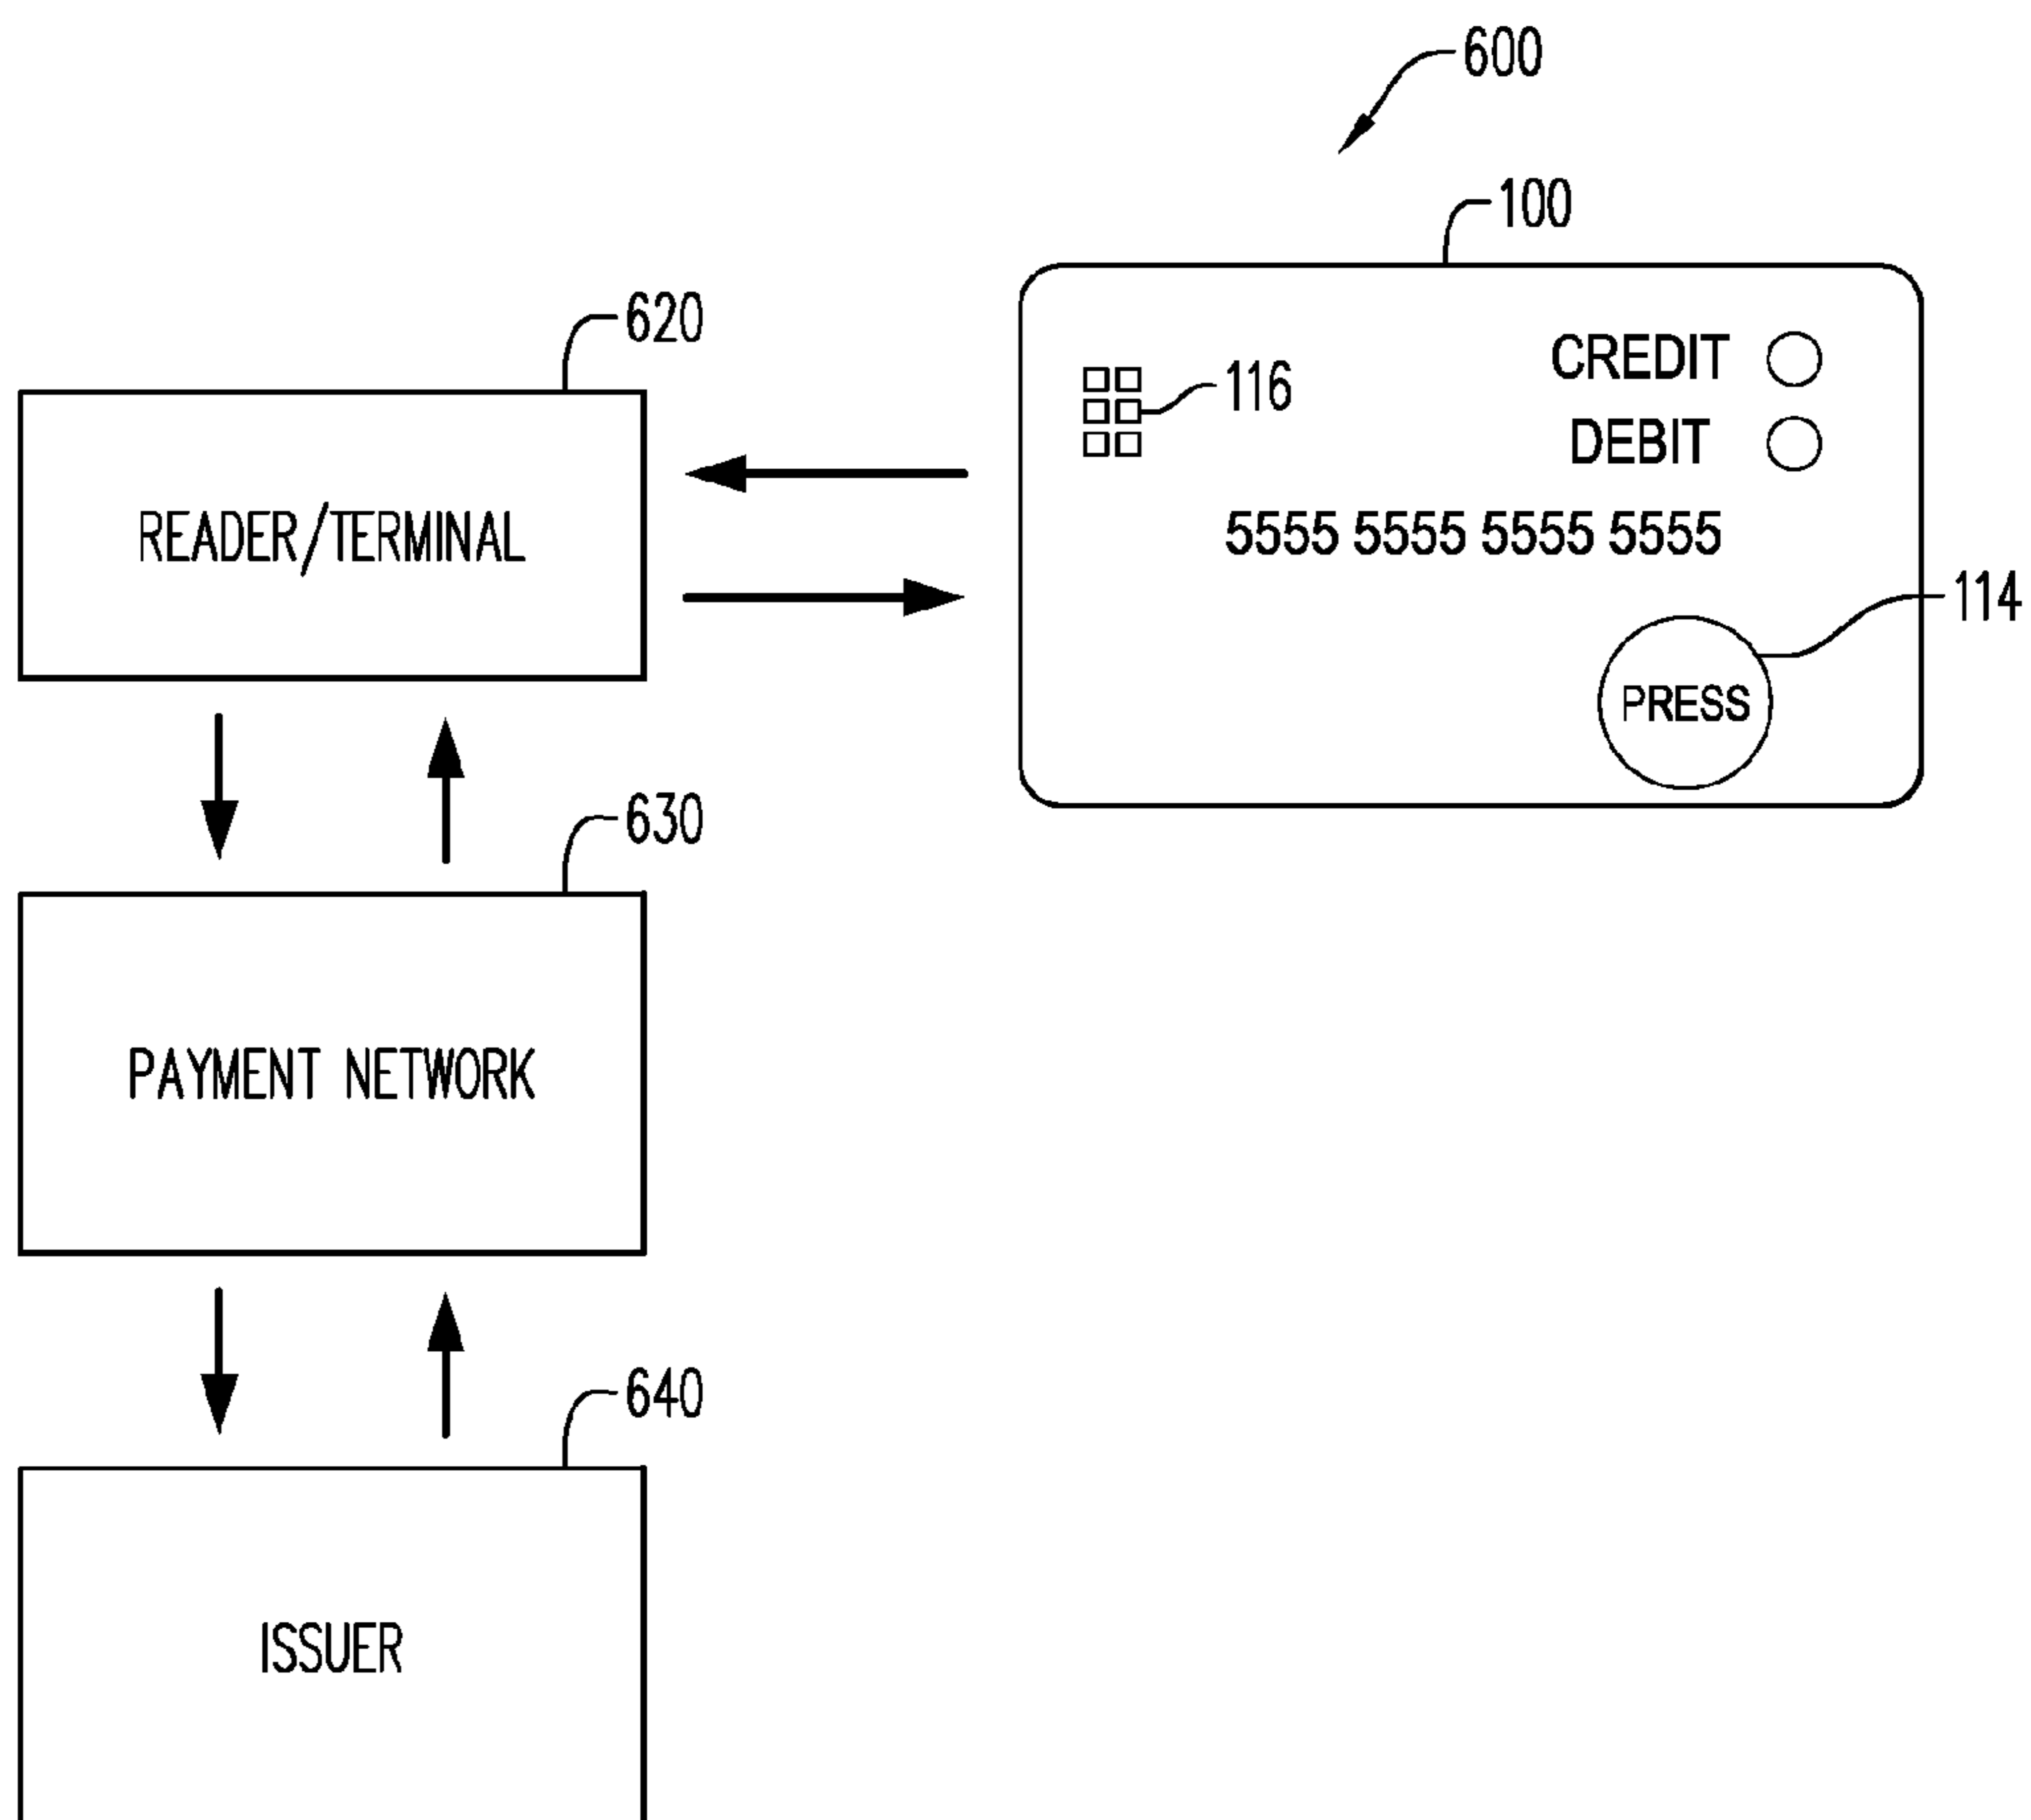 600
100
620
CREDIT
116
DEBIT
READER/TERMINAL
5555 5555 5555 5555
114
PRESS
630
PAYMENT NETWORK
640
ISSUER